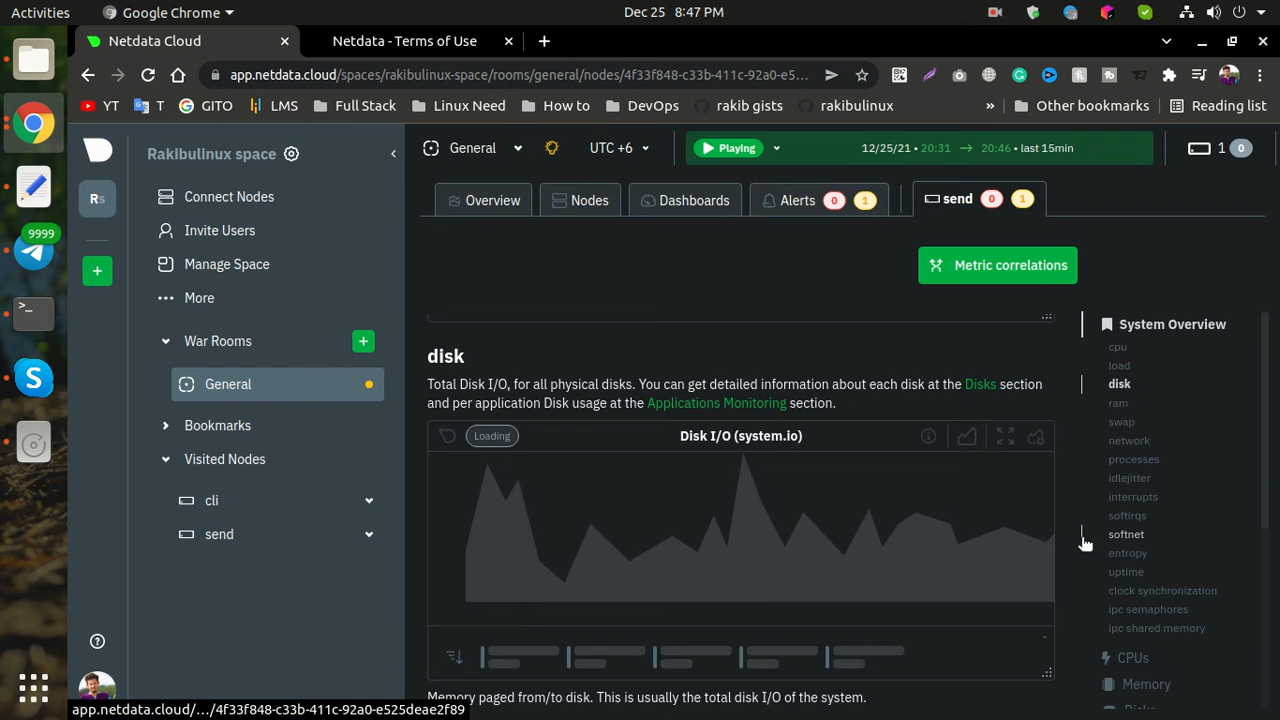 Activities
Google Chrome
Dec 25 8:47 PM
Netdata Cloud
Netdata - Terms of Use
app.netdata.cloud/spaces/rakibulinux-space/rooms/general/nodes/4f33f848-c33b-411c-92a0-e5...
YT
T
GITO
LMS
Full Stack
Linux Need
How to
DevOps
rakib gists
rakibulinux
»
Other bookmarks
Reading list
Rakibulinux space
General
UTC +6
Playing
12/25/21 • 20:31 → 20:46 • last 15min
1 0
Rs
Connect Nodes
Invite Users
Manage Space
More
War Rooms
General
Bookmarks
Visited Nodes
cli
send
9999
Overview
Nodes
Dashboards
Alerts 0 1
send 0 1
Metric correlations
disk
Total Disk I/O, for all physical disks. You can get detailed information about each disk at the Disks section
and per application Disk usage at the Applications Monitoring section.
Loading
Disk I/O (system.io)
Memory paged from/to disk. This is usually the total disk I/O of the system.
System Overview
cpu
load
disk
ram
swap
network
processes
idlejitter
interrupts
softirqs
softnet
entropy
uptime
clock synchronization
ipc semaphores
ipc shared memory
CPUs
Memory
app.netdata.cloud/.../4f33f848-c33b-411c-92a0-e525deae2f89